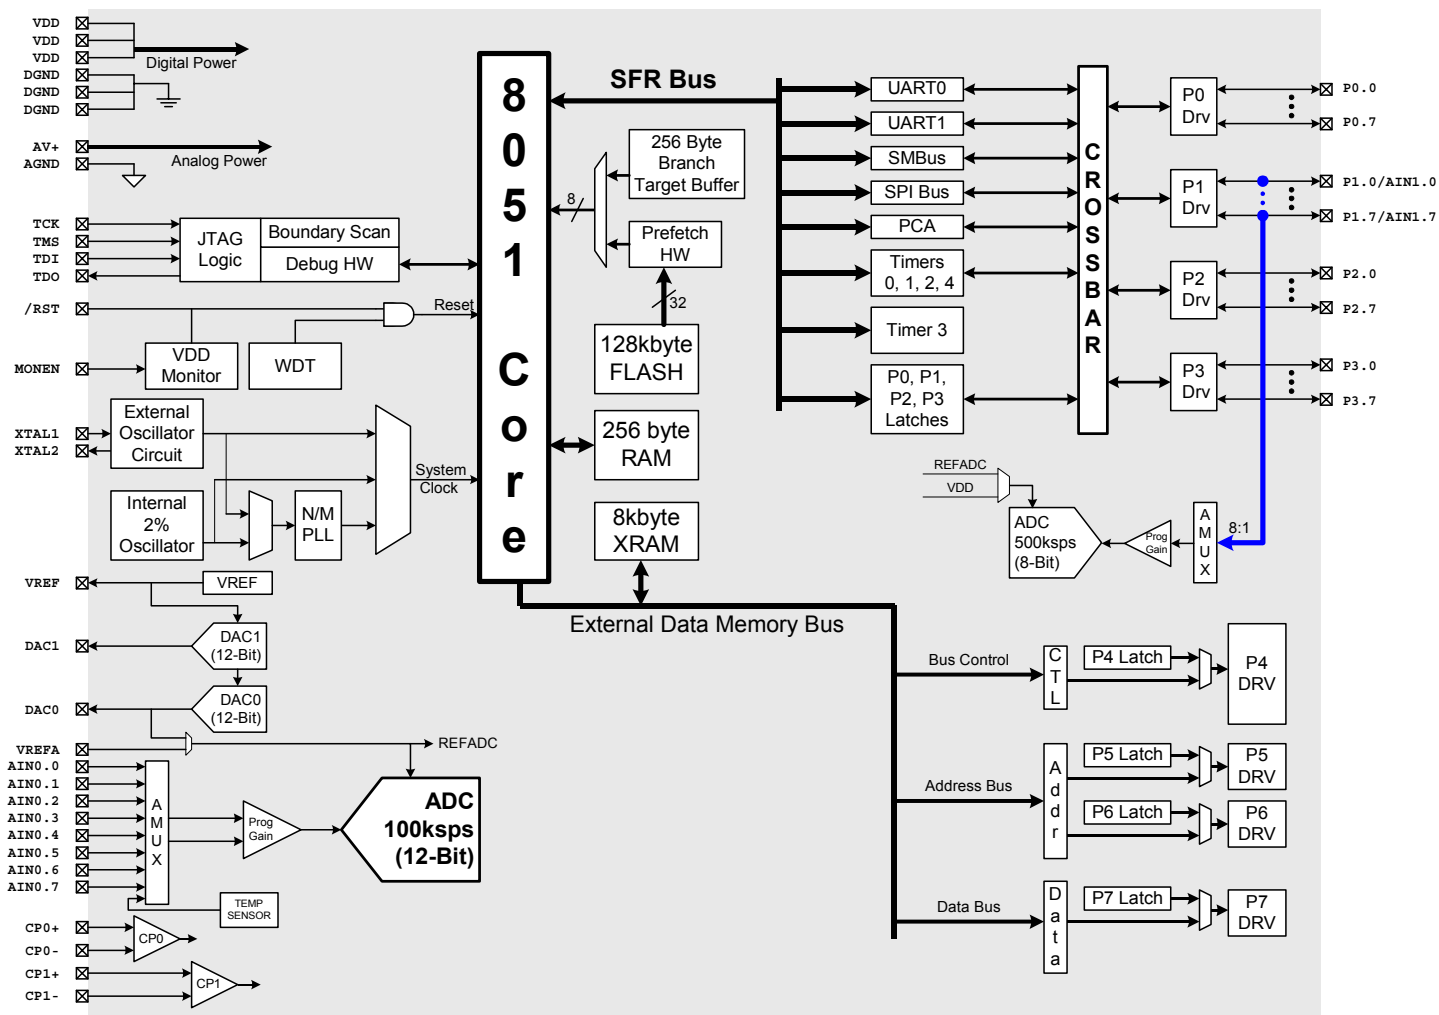 VDD
VDD
VDD
Digital Power
DGND
DGND
DGND
AV+
Analog Power
AGND
TCK
TMS
TDI
TDO
JTAG
Logic
Boundary Scan
Debug HW
/RST
Reset
MONEN
VDD
Monitor
WDT
XTAL1
XTAL2
External
Oscillator
Circuit
Internal
2%
Oscillator
N/M
PLL
System
Clock
VREF
VREF
DAC1
DAC1
(12-Bit)
DAC0
DAC0
(12-Bit)
VREFA
REFADC
AIN0.0
AIN0.1
AIN0.2
AIN0.3
AIN0.4
AIN0.5
AIN0.6
AIN0.7
A
M
U
X
Prog
Gain
ADC
100ksps
(12-Bit)
TEMP
SENSOR
CP0+
CP0-
CP0
CP1+
CP1-
CP1
8
0
5
1
C
o
r
e
SFR Bus
256 Byte
Branch
Target Buffer
8
Prefetch
HW
32
128kbyte
FLASH
256 byte
RAM
8kbyte
XRAM
External Data Memory Bus
UART0
UART1
SMBus
SPI Bus
PCA
Timers
0, 1, 2, 4
Timer 3
P0, P1,
P2, P3
Latches
C
R
O
S
S
B
A
R
P0
Drv
P0.0
P0.7
P1
Drv
P1.0/AIN1.0
P1.7/AIN1.7
P2
Drv
P2.0
P2.7
P3
Drv
P3.0
P3.7
REFADC
VDD
ADC
500ksps
(8-Bit)
Prog
Gain
A
M
U
X
8:1
Bus Control
C
T
L
P4 Latch
P4
DRV
Address Bus
A
d
d
r
P5 Latch
P5
DRV
P6 Latch
P6
DRV
Data Bus
D
a
t
a
P7 Latch
P7
DRV